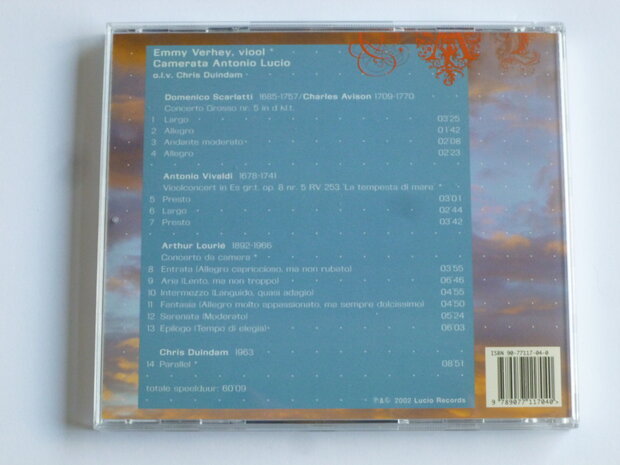 Emmy Verhey, viool *
Camerata Antonio Lucio
o.l.v. Chris Duindam
Domenico Scarlatti 1685-1757/Charles Avison 1709-1770
Concerto Grosso nr. 5 in d kl.t.
1 Largo 03'25
2 Allegro 01'42
3 Andante moderato 02'08
4 Allegro 02'23
Antonio Vivaldi 1678-1741
Vioolconcert in Es gr.t. op. 8 nr. 5 RV 253 'La tempesta di mare' *
5 Presto 03'01
6 Largo 02'44
7 Presto 03'42
Arthur Lourié 1892-1966
Concerto da camera *
8 Entrata (Allegro capriccioso, ma non rubato) 03'55
9 Aria (Lento, ma non troppo) 06'46
10 Intermezzo (Languido, quasi adagio) 04'55
11 Fantasia (Allegro molto appassionato, ma sempre dolcissimo) 04'50
12 Serenata (Moderato) 05'24
13 Epilogo (Tempo di elegia) 06'03
Chris Duindam 1963
14 Parallel 08'51
totale speelduur: 60'09
P&© 2002 Lucio Records
ISBN 90-77117-04-0
9 789077 117040